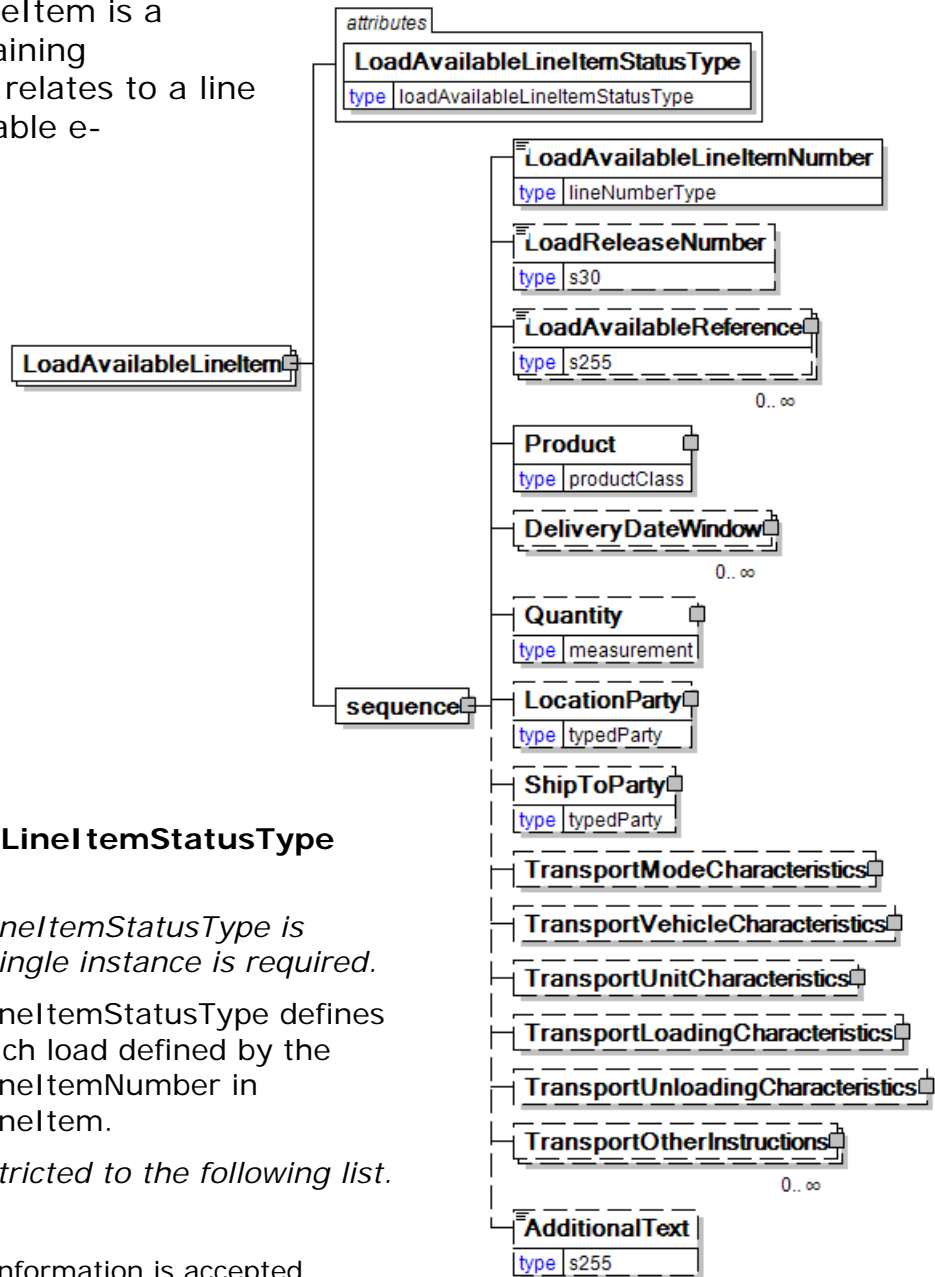 eItem is a
aining
relates to a line
able e-
LineItemStatusType
neItemStatusType is
ingle instance is required.
neItemStatusType defines
ch load defined by the
neItemNumber in
neItem.
tricted to the following list.
nformation is accepted
LoadAvailableLineItem
attributes
LoadAvailableLineItemStatusType
type loadAvailableLineItemStatusType
sequence
LoadAvailableLineItemNumber
type lineNumberType
LoadReleaseNumber
type s30
LoadAvailableReference
type s255
0.. ∞
Product
type productClass
DeliveryDateWindow
0.. ∞
Quantity
type measurement
LocationParty
type typedParty
ShipToParty
type typedParty
TransportModeCharacteristics
TransportVehicleCharacteristics
TransportUnitCharacteristics
TransportLoadingCharacteristics
TransportUnloadingCharacteristics
TransportOtherInstructions
0.. ∞
AdditionalText
type s255